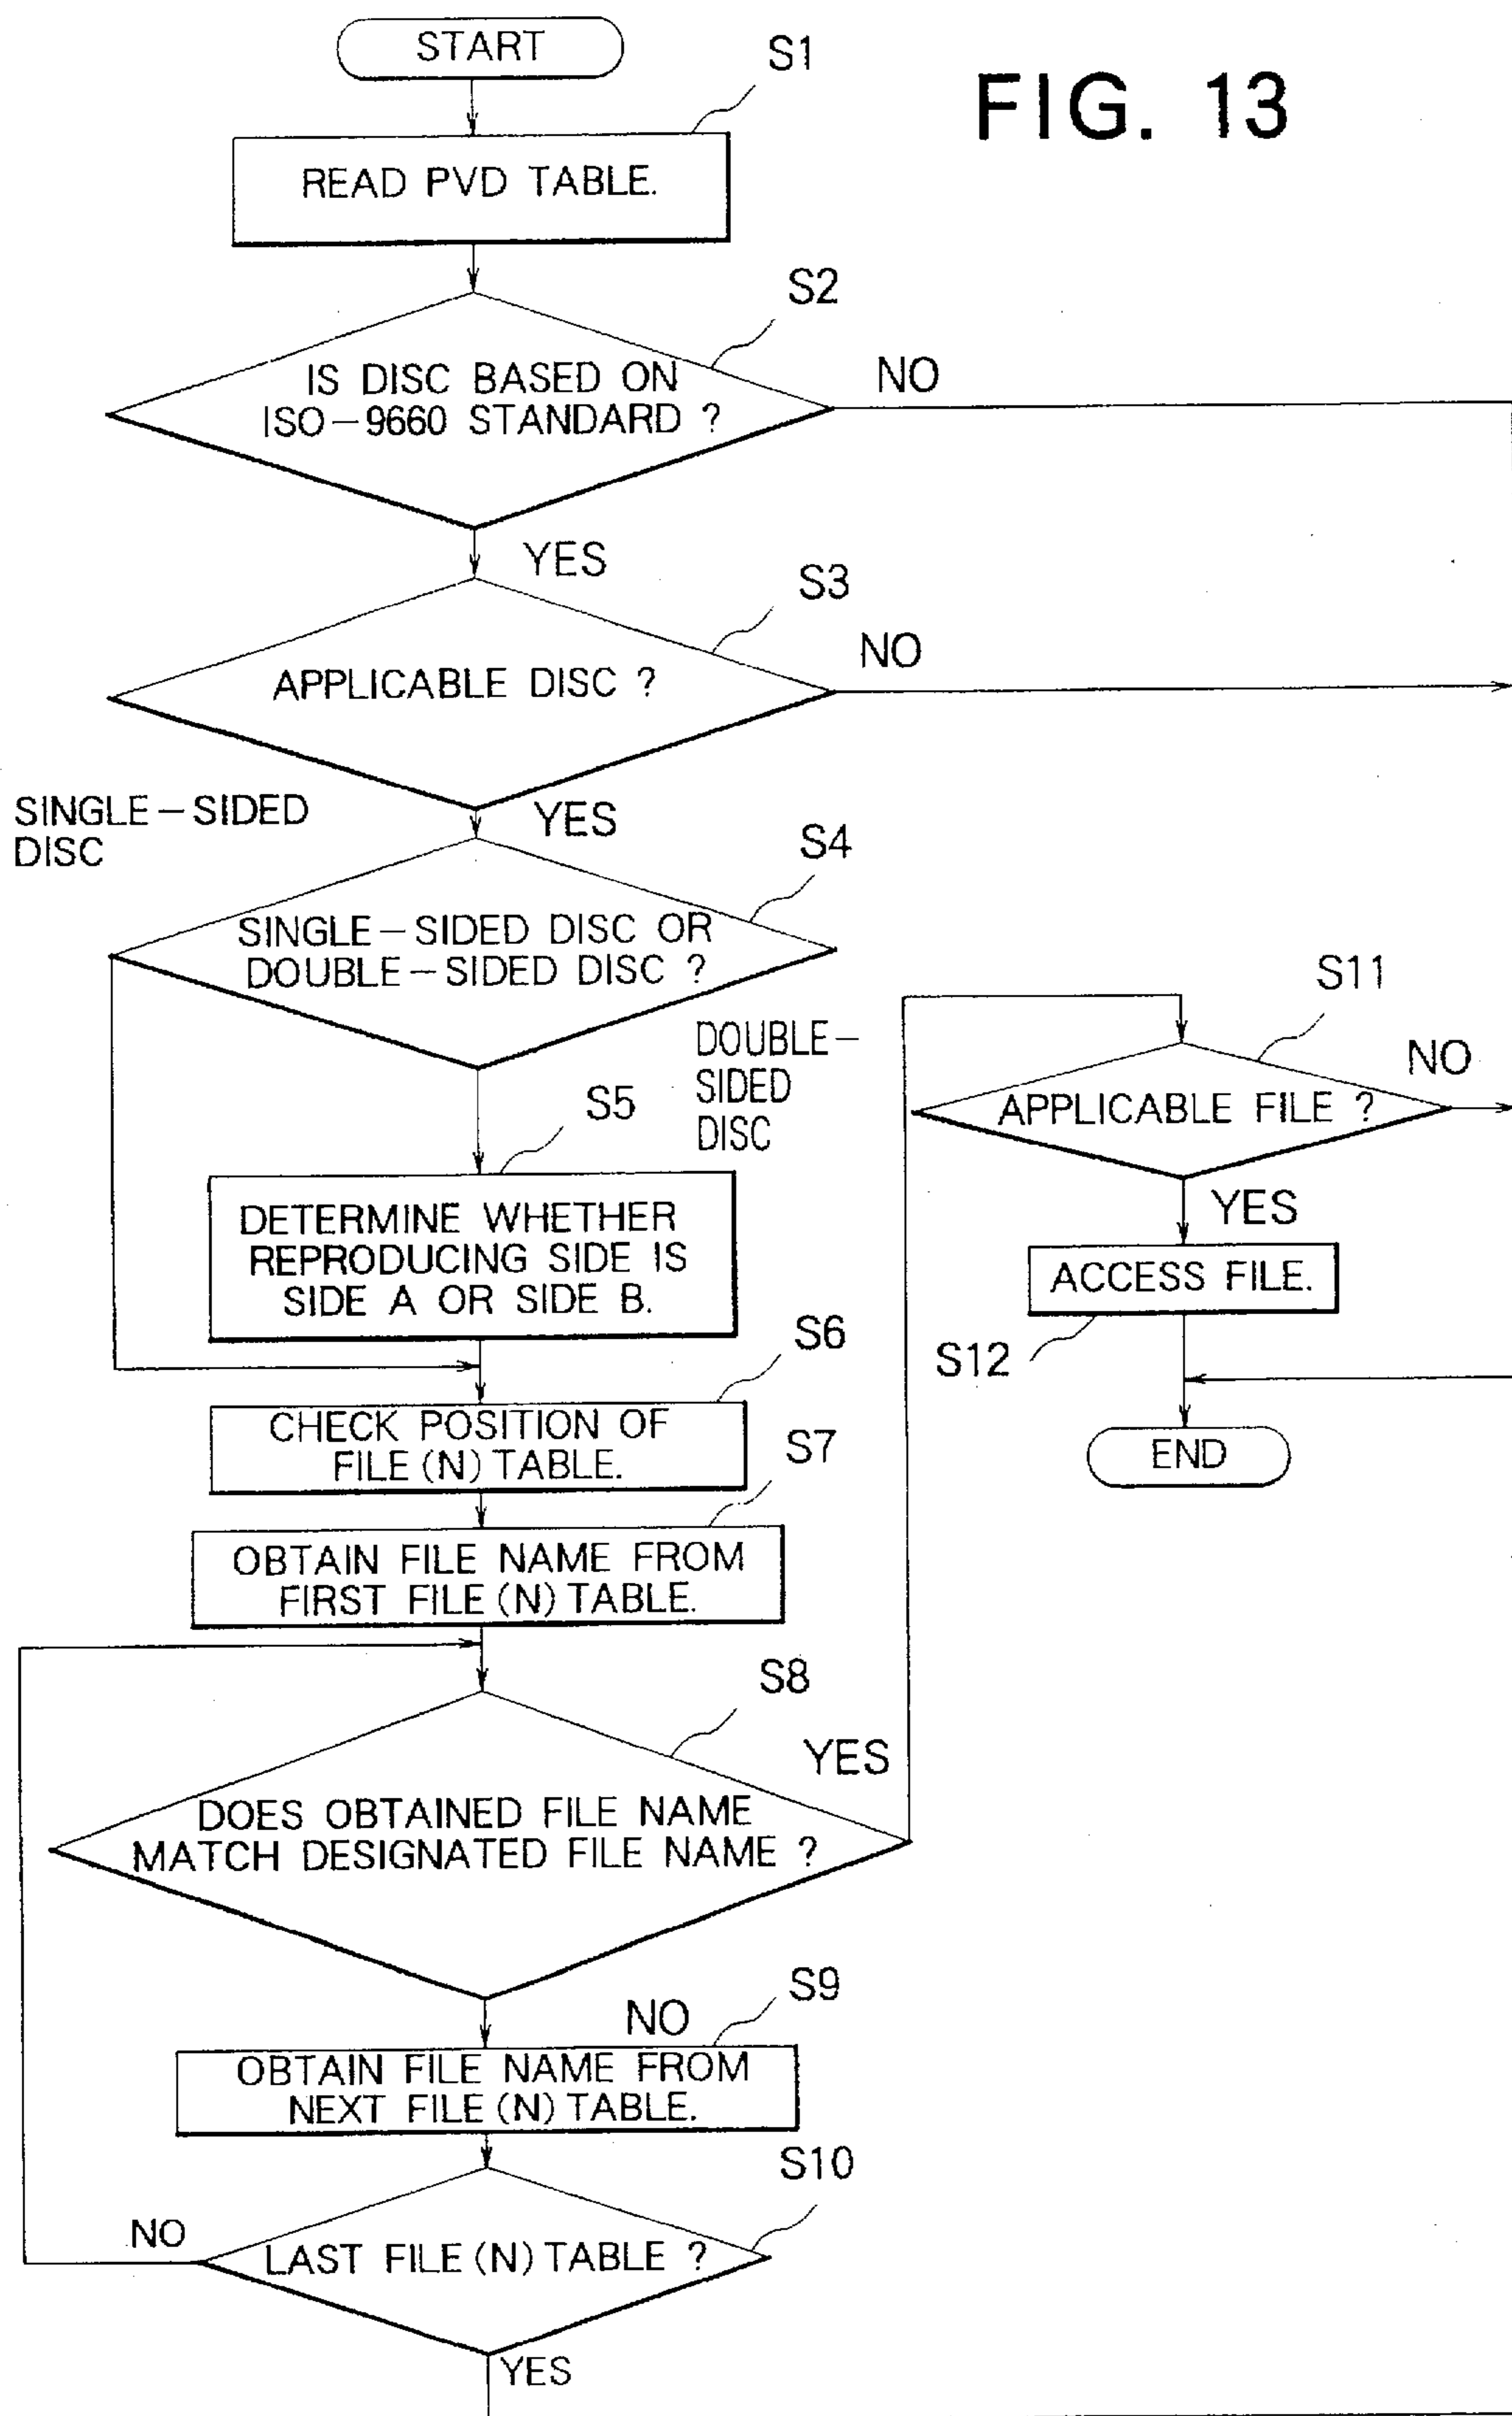 FIG. 13
START
S1
READ PVD TABLE.
S2
IS DISC BASED ON
ISO-9660 STANDARD ?
NO
YES
S3
APPLICABLE DISC ?
NO
YES
SINGLE-SIDED
DISC
S4
SINGLE-SIDED DISC OR
DOUBLE-SIDED DISC ?
DOUBLE-
SIDED
DISC
S5
DETERMINE WHETHER
REPRODUCING SIDE IS
SIDE A OR SIDE B.
S6
CHECK POSITION OF
FILE (N) TABLE.
S7
OBTAIN FILE NAME FROM
FIRST FILE (N) TABLE.
S8
DOES OBTAINED FILE NAME
MATCH DESIGNATED FILE NAME ?
YES
NO
S9
OBTAIN FILE NAME FROM
NEXT FILE (N) TABLE.
S10
LAST FILE (N) TABLE ?
NO
YES
S11
APPLICABLE FILE ?
NO
YES
ACCESS FILE.
S12
END